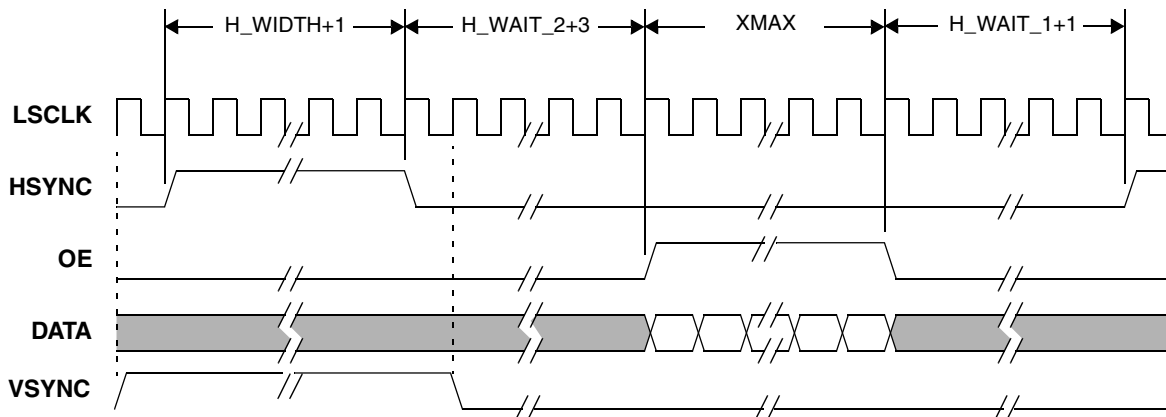 H_WIDTH+1 H_WAIT_2+3 XMAX H_WAIT_1+1
LSCLK
HSYNC
OE
DATA
VSYNC